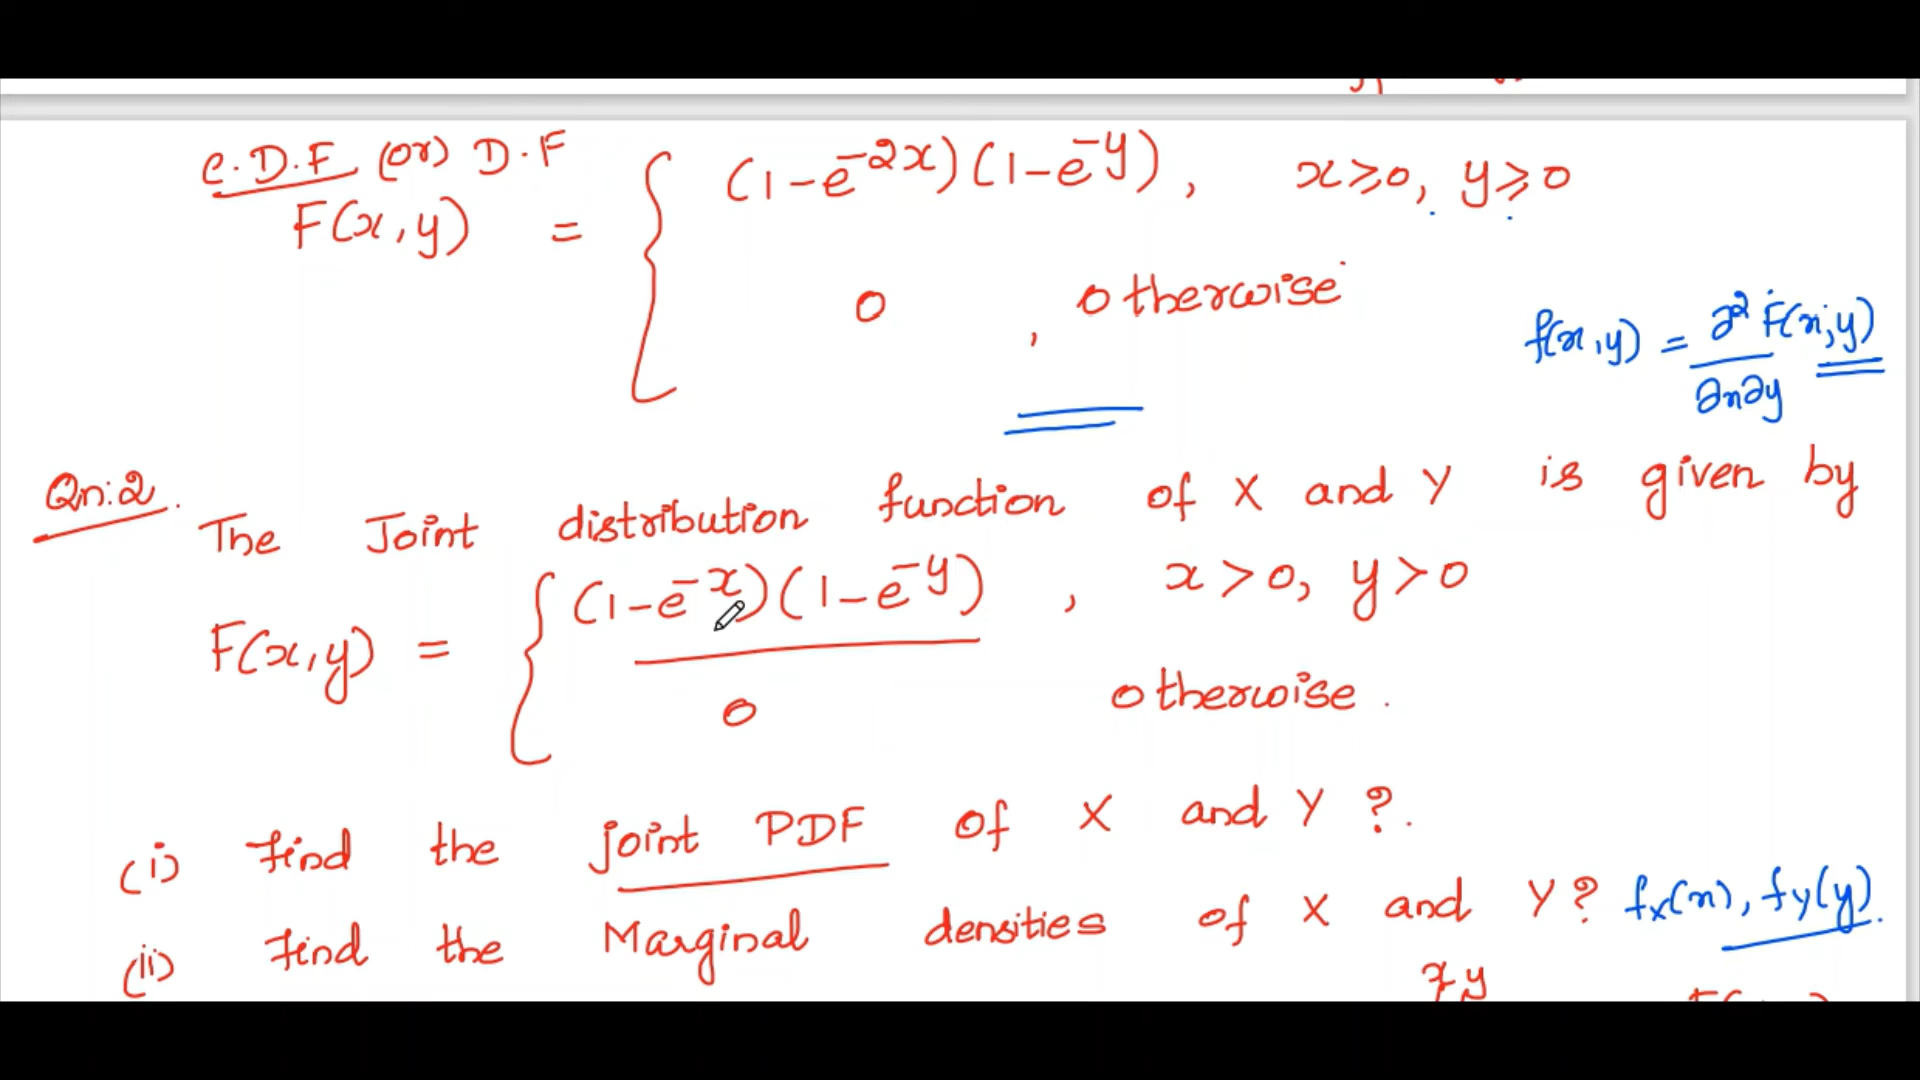 C.D.F (or) D.F
F(x,y) = { (1-e^-2x)(1-e^-y), x≥0, y≥0
0 , otherwise
f(x,y) = ∂²F(x,y)
∂x∂y
Qn:2. The Joint distribution function of X and Y is given by
F(x,y) = { (1-e^-x)(1-e^-y) , x>0, y>0
0 otherwise.
(i) find the joint PDF of X and Y ?.
(ii) find the Marginal densities of X and Y? fx(x), fy(y).